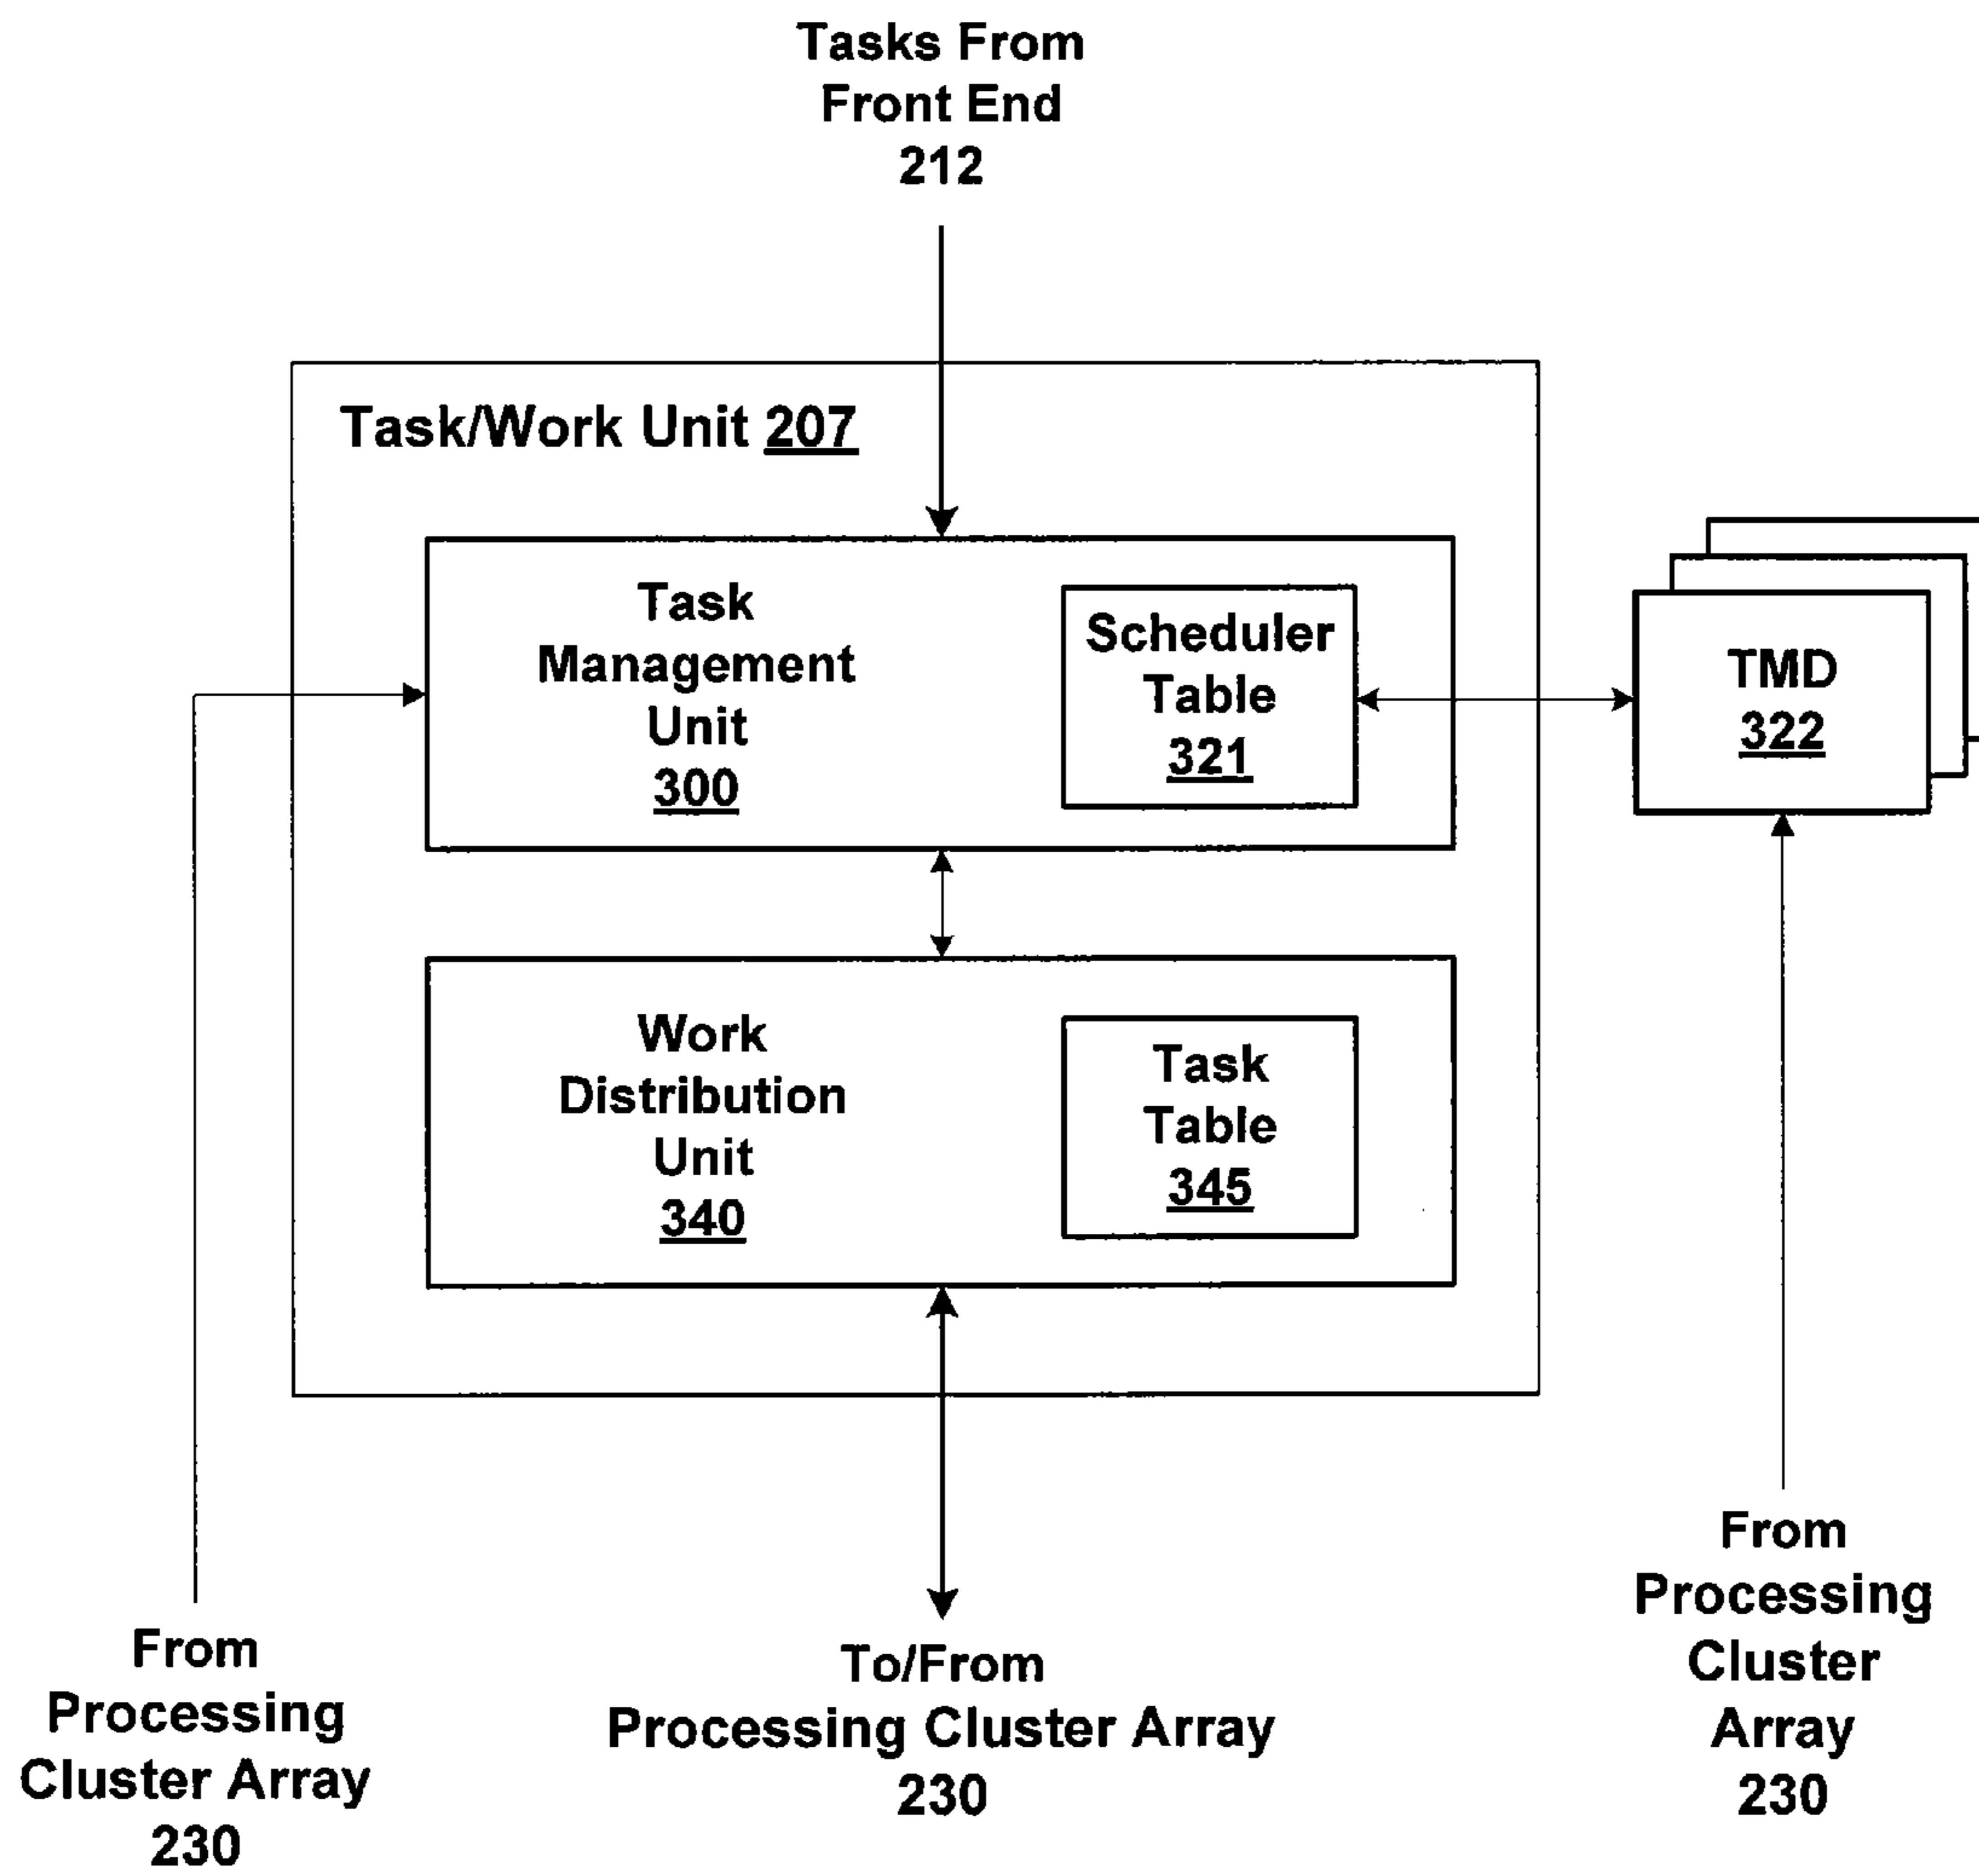 Tasks From
Front End
212
Task/Work Unit 207
Task
Management
Unit
300
Scheduler
Table
321
TMD
322
Work
Distribution
Unit
340
Task
Table
345
From
Processing
Cluster Array
230
To/From
Processing Cluster Array
230
From
Processing
Cluster
Array
230